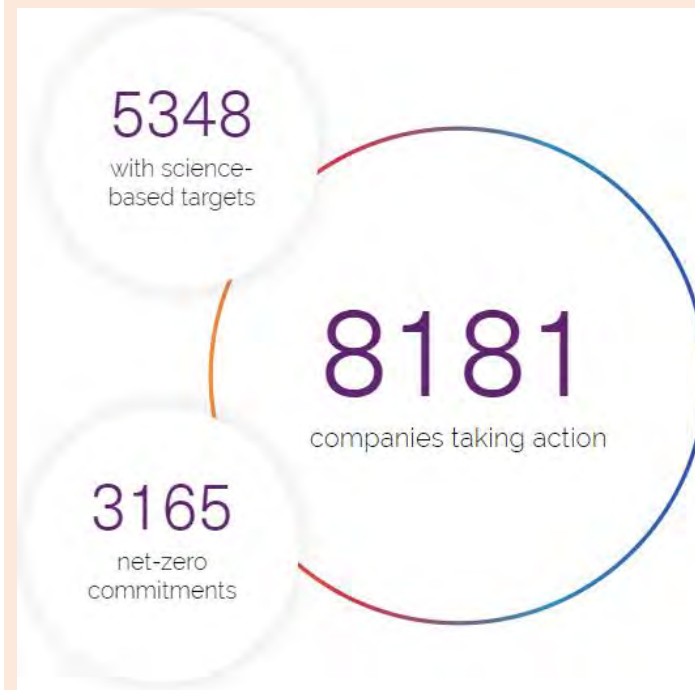 5348
with science-
based targets
8181
companies taking action
3165
net-zero
commitments